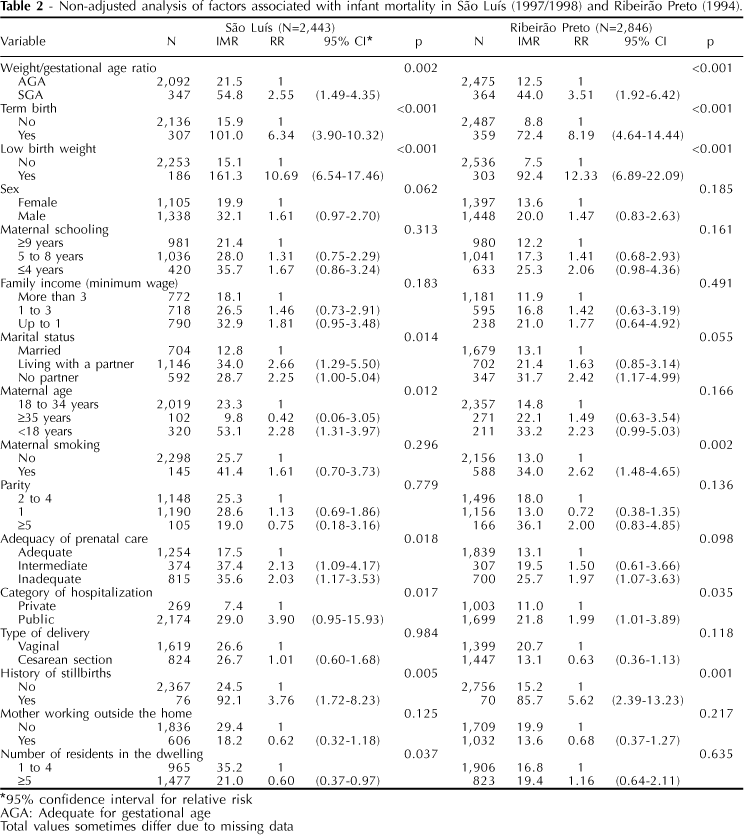 Table 2 - Non-adjusted analysis of factors associated with infant mortality in São Luís (1997/1998) and Ribeirão Preto (1994).
São Luís (N=2,443) Ribeirão Preto (N=2,846)
Variable N IMR RR 95% CI* p N IMR RR 95% CI p
Weight/gestational age ratio 0.002 <0.001
AGA 2,092 21.5 1 2,475 12.5 1
SGA 347 54.8 2.55 (1.49-4.35) 364 44.0 3.51 (1.92-6.42)
Term birth <0.001 <0.001
No 2,136 15.9 1 2,487 8.8 1
Yes 307 101.0 6.34 (3.90-10.32) 359 72.4 8.19 (4.64-14.44)
Low birth weight <0.001 <0.001
No 2,253 15.1 1 2,536 7.5 1
Yes 186 161.3 10.69 (6.54-17.46) 303 92.4 12.33 (6.89-22.09)
Sex 0.062 0.185
Female 1,105 19.9 1 1,397 13.6 1
Male 1,338 32.1 1.61 (0.97-2.70) 1,448 20.0 1.47 (0.83-2.63)
Maternal schooling 0.313 0.161
≥9 years 981 21.4 1 980 12.2 1
5 to 8 years 1,036 28.0 1.31 (0.75-2.29) 1,041 17.3 1.41 (0.68-2.93)
≤4 years 420 35.7 1.67 (0.86-3.24) 633 25.3 2.06 (0.98-4.36)
Family income (minimum wage) 0.183 0.491
More than 3 772 18.1 1 1,181 11.9 1
1 to 3 718 26.5 1.46 (0.73-2.91) 595 16.8 1.42 (0.63-3.19)
Up to 1 790 32.9 1.81 (0.95-3.48) 238 21.0 1.77 (0.64-4.92)
Marital status 0.014 0.055
Married 704 12.8 1 1,679 13.1 1
Living with a partner 1,146 34.0 2.66 (1.29-5.50) 702 21.4 1.63 (0.85-3.14)
No partner 592 28.7 2.25 (1.00-5.04) 347 31.7 2.42 (1.17-4.99)
Maternal age 0.012 0.166
18 to 34 years 2,019 23.3 1 2,357 14.8 1
≥35 years 102 9.8 0.42 (0.06-3.05) 271 22.1 1.49 (0.63-3.54)
<18 years 320 53.1 2.28 (1.31-3.97) 211 33.2 2.23 (0.99-5.03)
Maternal smoking 0.296 0.002
No 2,298 25.7 1 2,156 13.0 1
Yes 145 41.4 1.61 (0.70-3.73) 588 34.0 2.62 (1.48-4.65)
Parity 0.779 0.136
2 to 4 1,148 25.3 1 1,496 18.0 1
1 1,190 28.6 1.13 (0.69-1.86) 1,156 13.0 0.72 (0.38-1.35)
≥5 105 19.0 0.75 (0.18-3.16) 166 36.1 2.00 (0.83-4.85)
Adequacy of prenatal care 0.018 0.098
Adequate 1,254 17.5 1 1,839 13.1 1
Intermediate 374 37.4 2.13 (1.09-4.17) 307 19.5 1.50 (0.61-3.66)
Inadequate 815 35.6 2.03 (1.17-3.53) 700 25.7 1.97 (1.07-3.63)
Category of hospitalization 0.017 0.035
Private 269 7.4 1 1,003 11.0 1
Public 2,174 29.0 3.90 (0.95-15.93) 1,699 21.8 1.99 (1.01-3.89)
Type of delivery 0.984 0.118
Vaginal 1,619 26.6 1 1,399 20.7 1
Cesarean section 824 26.7 1.01 (0.60-1.68) 1,447 13.1 0.63 (0.36-1.13)
History of stillbirths 0.005 0.001
No 2,367 24.5 1 2,756 15.2 1
Yes 76 92.1 3.76 (1.72-8.23) 70 85.7 5.62 (2.39-13.23)
Mother working outside the home 0.125 0.217
No 1,836 29.4 1 1,709 19.9 1
Yes 606 18.2 0.62 (0.32-1.18) 1,032 13.6 0.68 (0.37-1.27)
Number of residents in the dwelling 0.037 0.635
1 to 4 965 35.2 1 1,906 16.8 1
≥5 1,477 21.0 0.60 (0.37-0.97) 823 19.4 1.16 (0.64-2.11)
*95% confidence interval for relative risk
AGA: Adequate for gestational age
Total values sometimes differ due to missing data